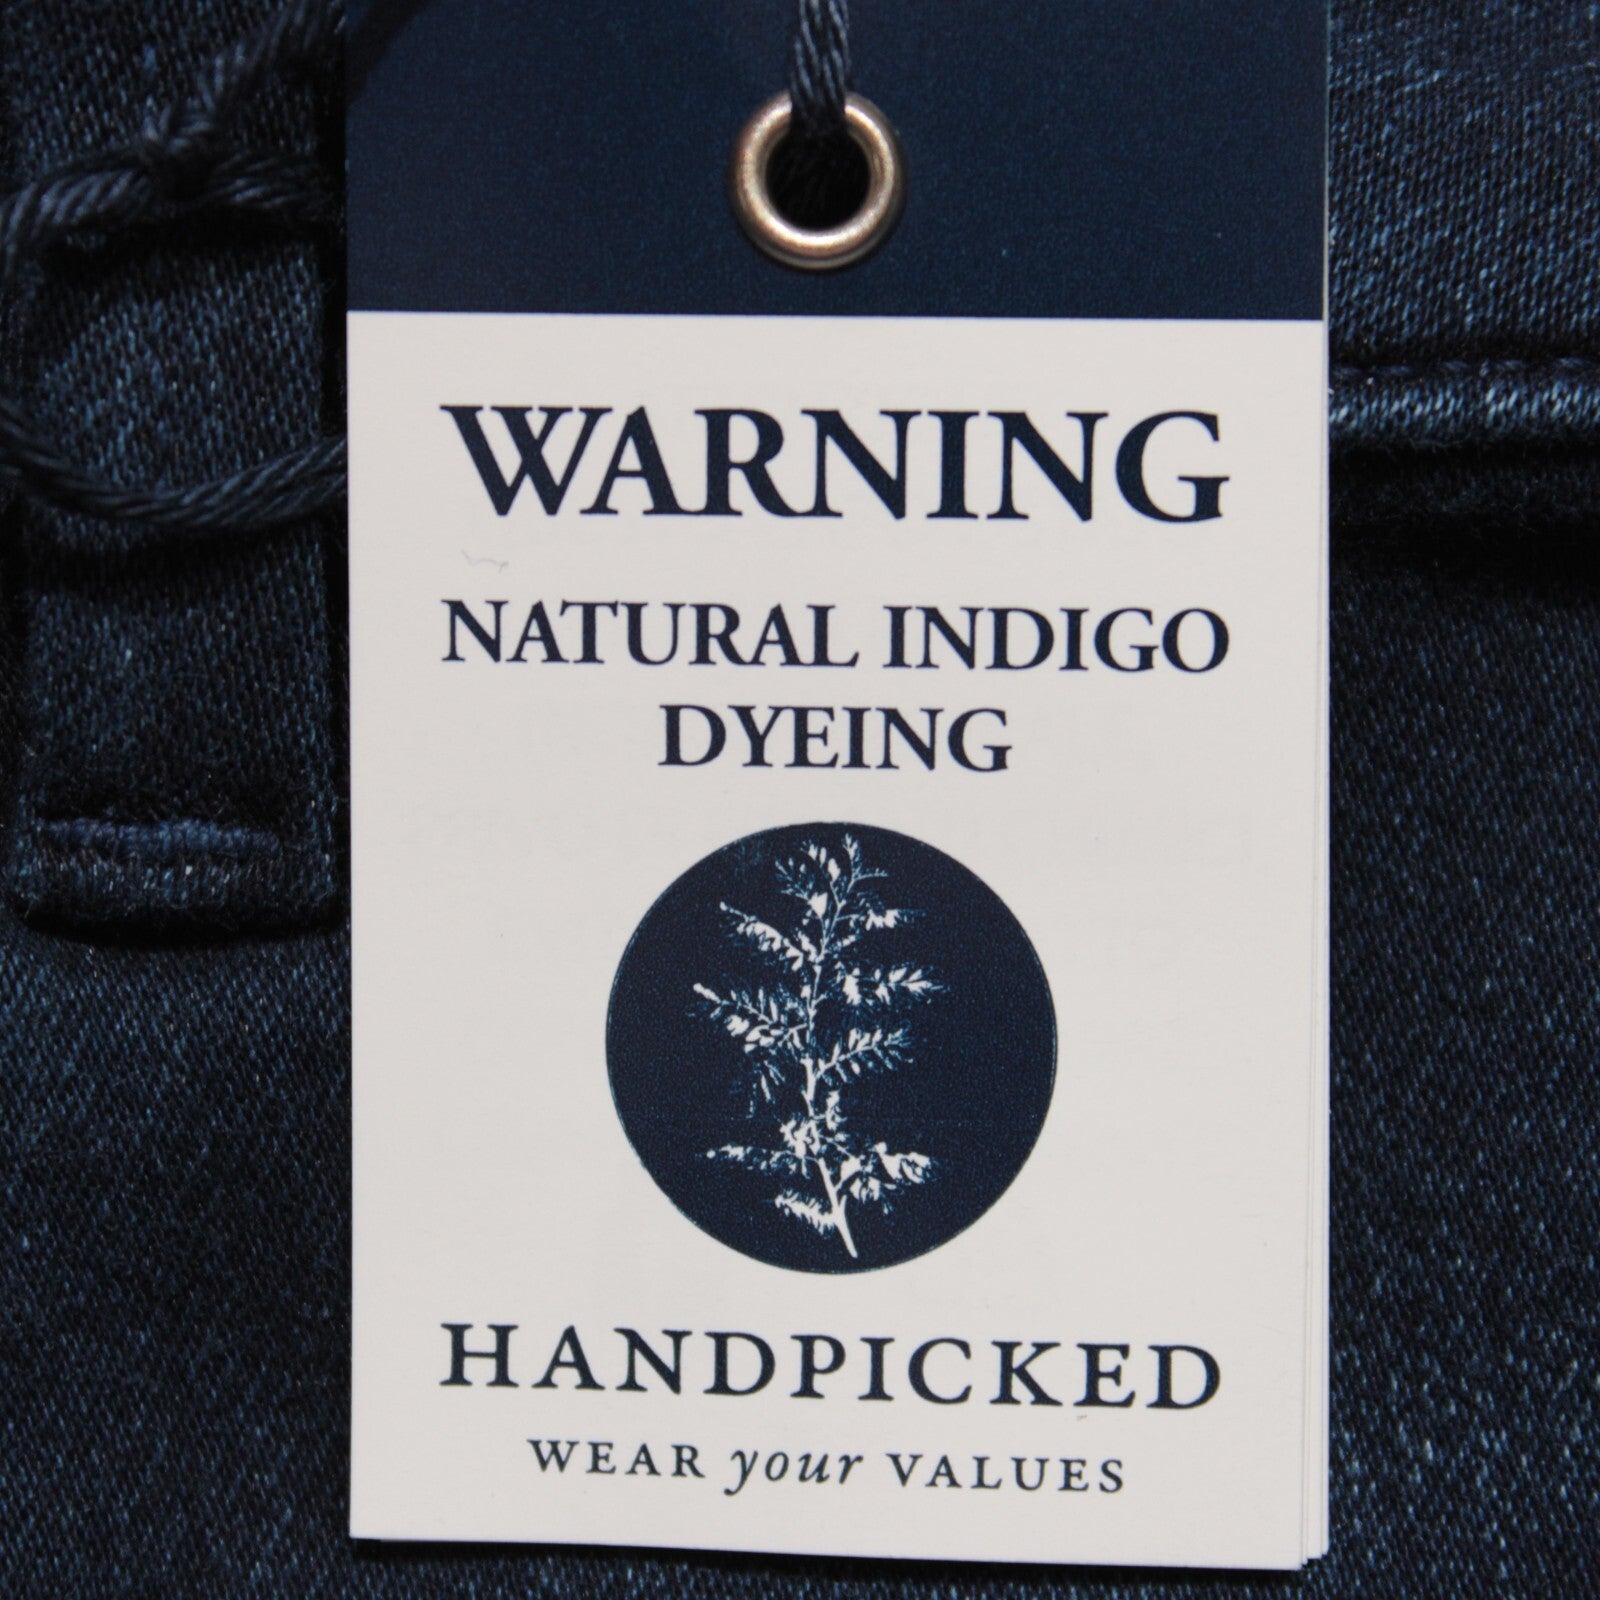 WARNING
NATURAL INDIGO
DYEING
HANDPICKED
WEAR your VALUES